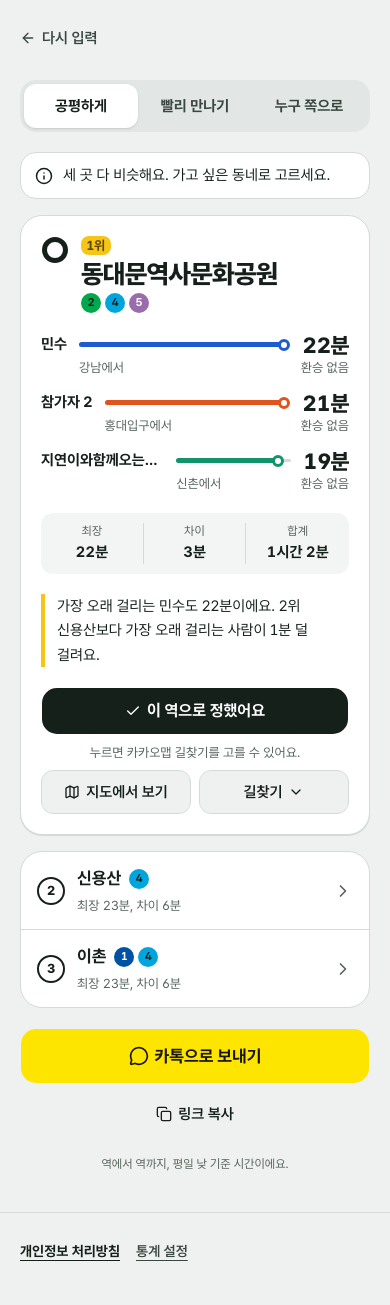 다시 입력
공평하게 빨리 만나기 누구 쪽으로
세 곳 다 비슷해요. 가고 싶은 동네로 고르세요.
1위
동대문역사문화공원
2 4 5
민수 22분
강남에서 환승 없음
참가자 2 21분
홍대입구에서 환승 없음
지연이와함께오는... 19분
신촌에서 환승 없음
최장 차이 합계
22분 3분 1시간 2분
가장 오래 걸리는 민수도 22분이에요. 2위
신용산보다 가장 오래 걸리는 사람이 1분 덜
걸려요.
이 역으로 정했어요
누르면 카카오맵 길찾기를 고를 수 있어요.
지도에서 보기 길찾기
2 신용산 4
최장 23분, 차이 6분
3 이촌 1 4
최장 23분, 차이 6분
카톡으로 보내기
링크 복사
역에서 역까지, 평일 낮 기준 시간이에요.
개인정보 처리방침 통계 설정